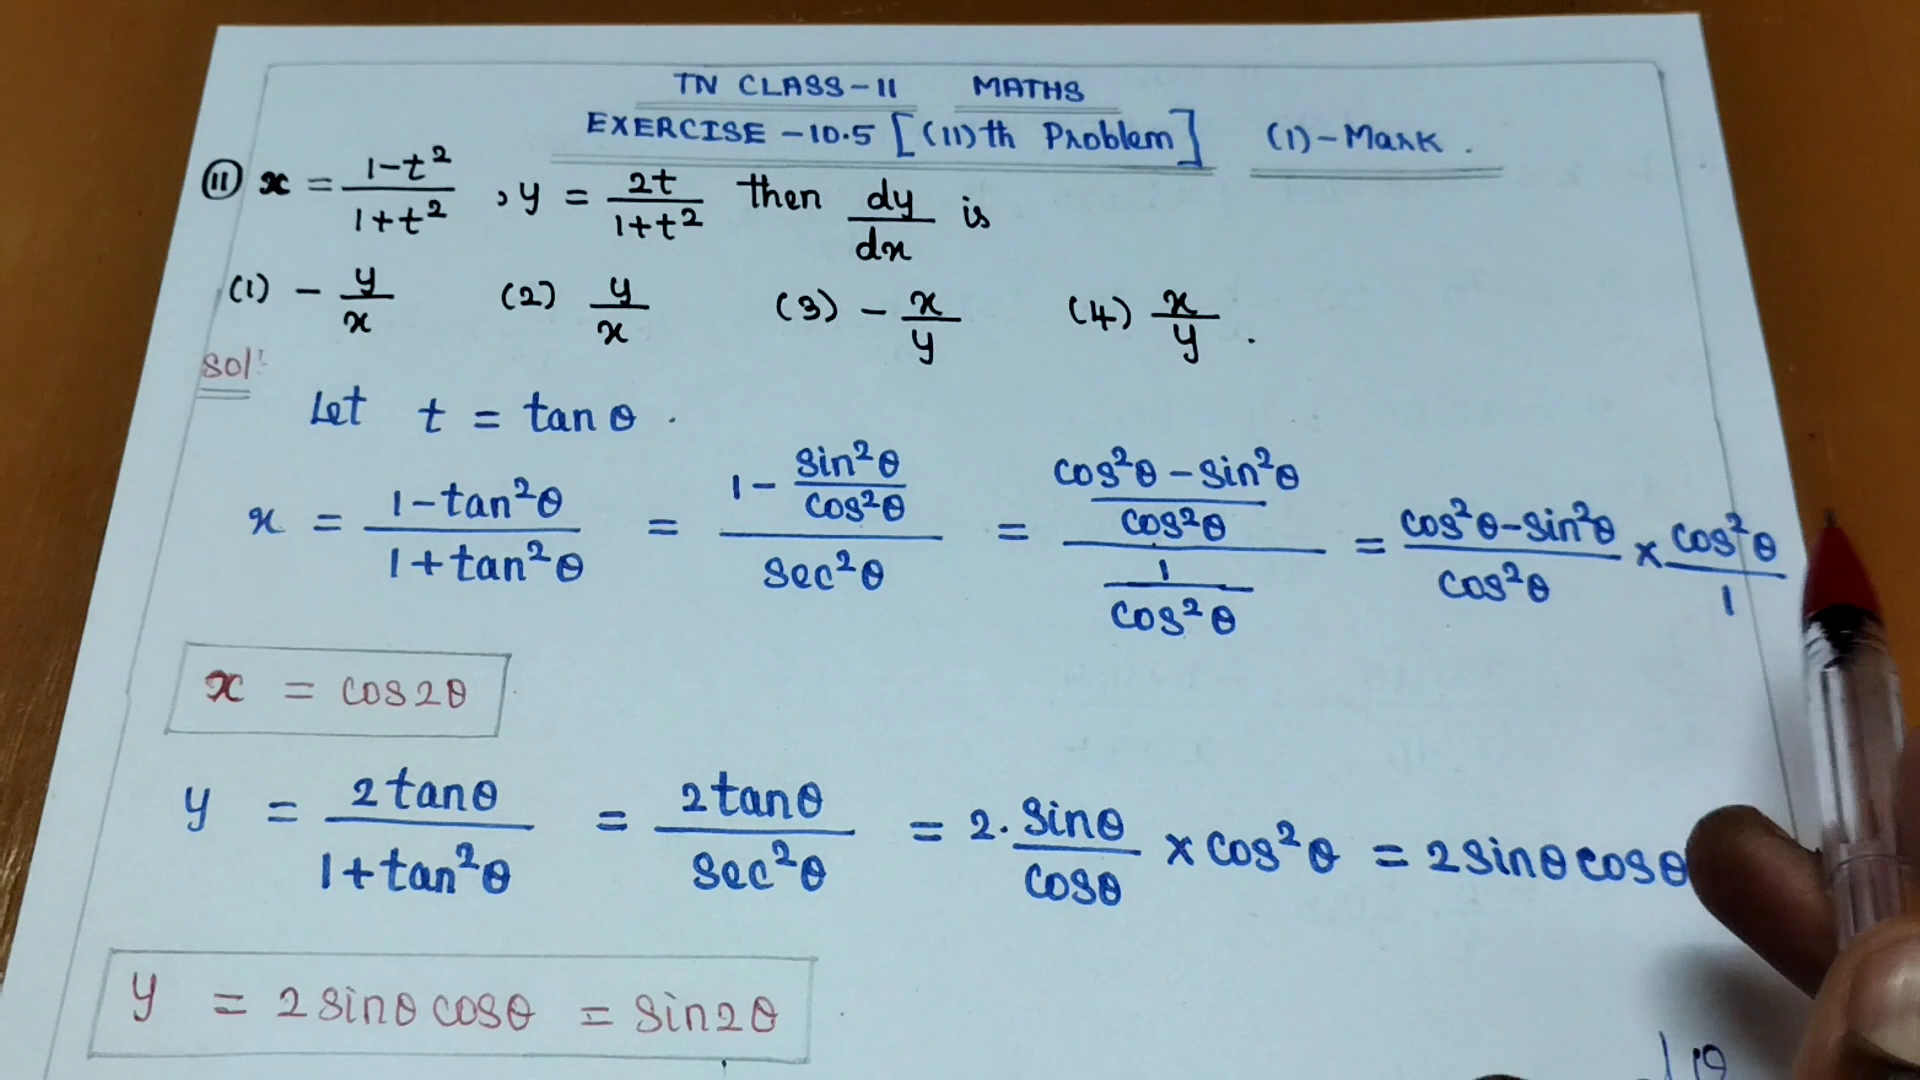 TN CLASS-11 MATHS
EXERCISE -10.5 [(11)th Problem] (1)-Mark.
(11) x = (1-t²)/(1+t²), y = 2t/(1+t²) then dy/dx is
(1) -y/x (2) y/x (3) -x/y (4) x/y.
Sol:
Let t = tanθ.
x = (1-tan²θ)/(1+tan²θ) = (1 - sin²θ/cos²θ)/sec²θ = ((cos²θ-sin²θ)/cos²θ)/(1/cos²θ) = (cos²θ-sin²θ)/cos²θ × cos²θ/1
x = cos2θ
y = 2tanθ/(1+tan²θ) = 2tanθ/sec²θ = 2.sinθ/cosθ × cos²θ = 2sinθcosθ
y = 2sinθcosθ = sin2θ